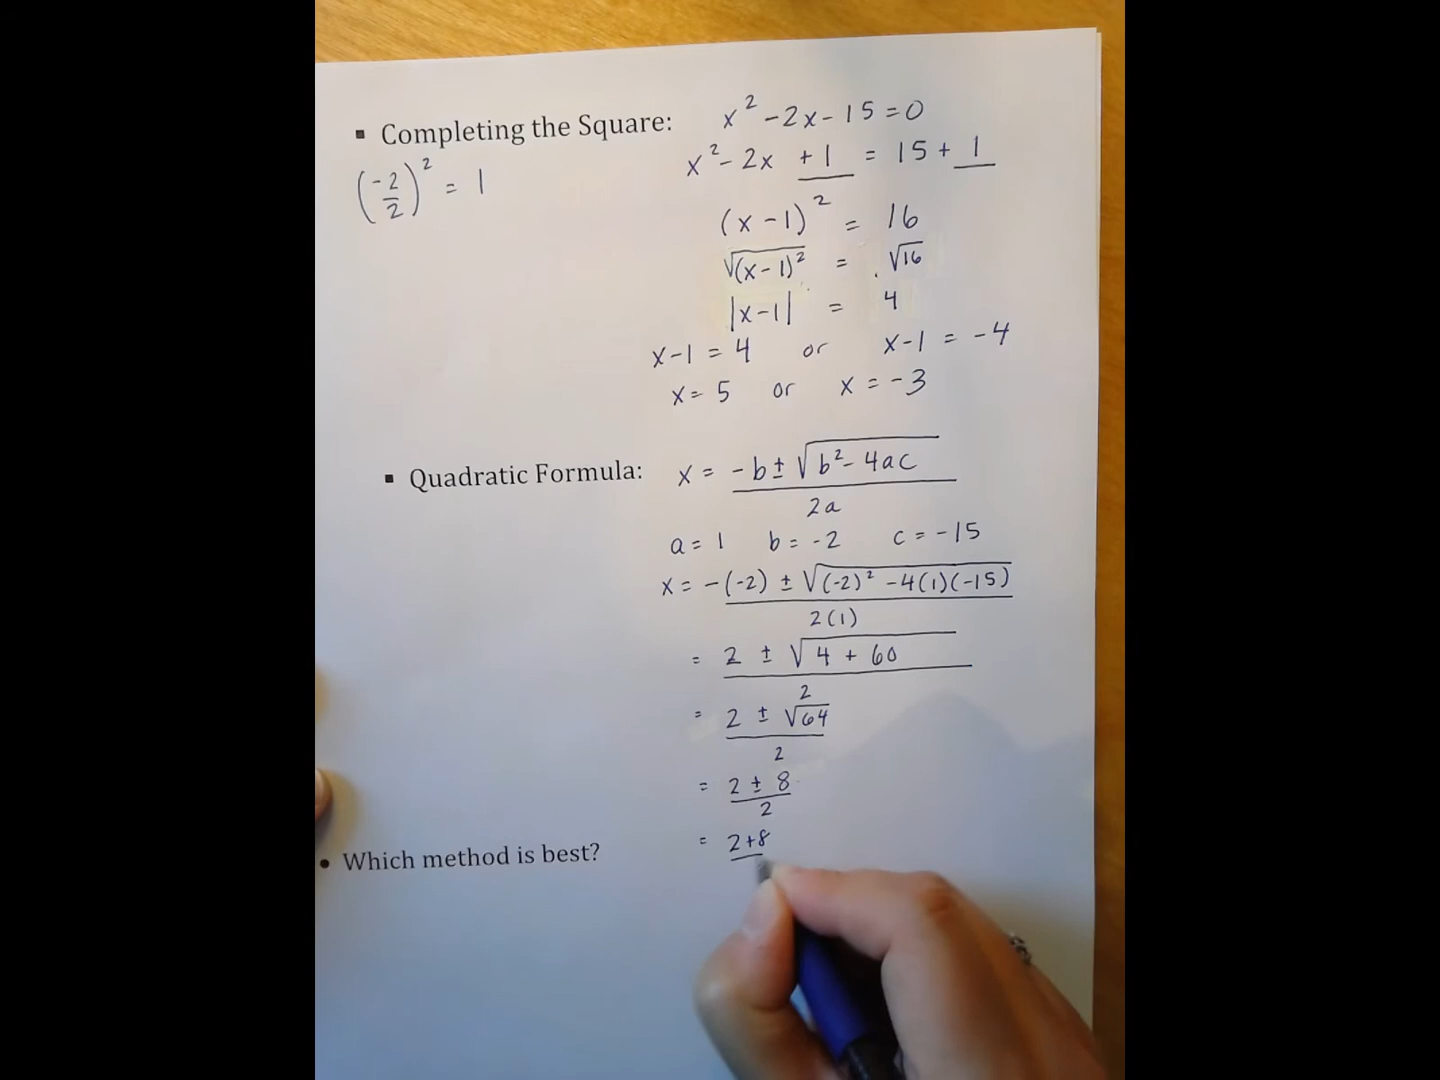 ▪ Completing the Square: x² - 2x - 15 = 0
(-2/2)² = 1
x² - 2x + 1 = 15 + 1
(x - 1)² = 16
√(x - 1)² = √16
|x - 1| = 4
x - 1 = 4 or x - 1 = -4
x = 5 or x = -3
▪ Quadratic Formula: x = -b ± √b² - 4ac
2a
a = 1 b = -2 c = -15
x = -(-2) ± √(-2)² - 4(1)(-15)
2(1)
= 2 ± √4 + 60
2
= 2 ± √64
2
= 2 ± 8
2
= 2+8
• Which method is best?